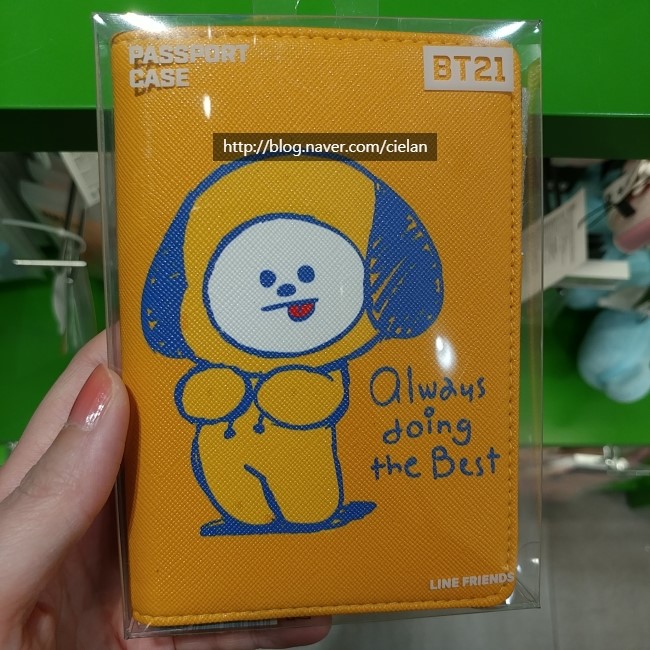 PASSPORT
CASE
BT21
http://blog.naver.com/cielan
always
doing
the Best
LINE FRIENDS